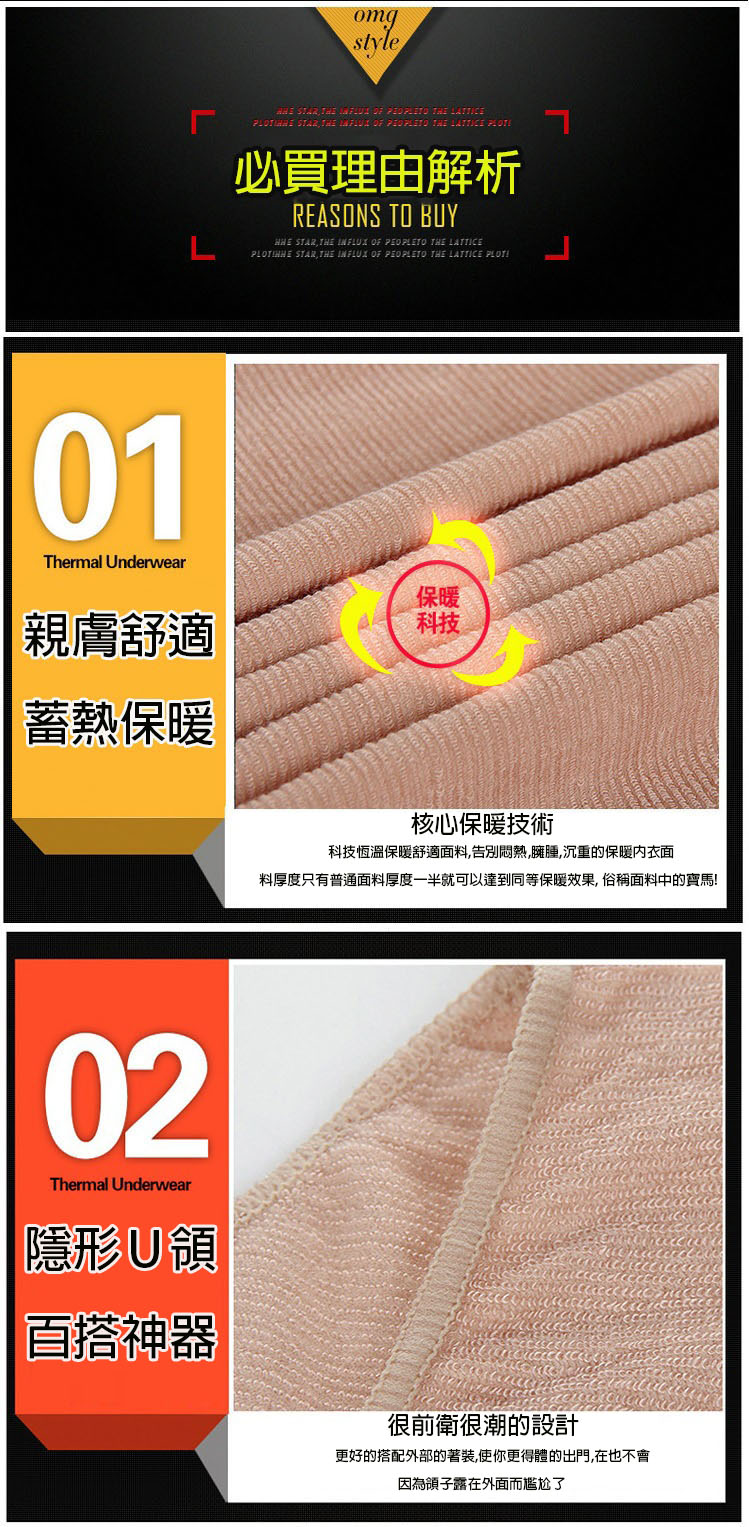 omg
style
HHE STAR,THE INFLUX OF PEOPLETO THE LATTICE
PLOTIHHE STAR,THE INFLUX OF PEOPLETO THE LATTICE PLOT!
必買理由解析
REASONS TO BUY
HHE STAR,THE INFLUX OF PEOPLETO THE LATTICE
PLOTIHHE STAR,THE INFLUX OF PEOPLETO THE LATTICE PLOT!
01
Thermal Underwear
親膚舒適
蓄熱保暖
保暖
科技
核心保暖技術
科技恆溫保暖舒適面料,告別悶熱,臃腫,沉重的保暖內衣面
料厚度只有普通面料厚度一半就可以達到同等保暖效果, 俗稱面料中的寶馬!
02
Thermal Underwear
隱形U領
百搭神器
很前衛很潮的設計
更好的搭配外部的著裝,使你更得體的出門,在也不會
因為領子露在外面而尷尬了